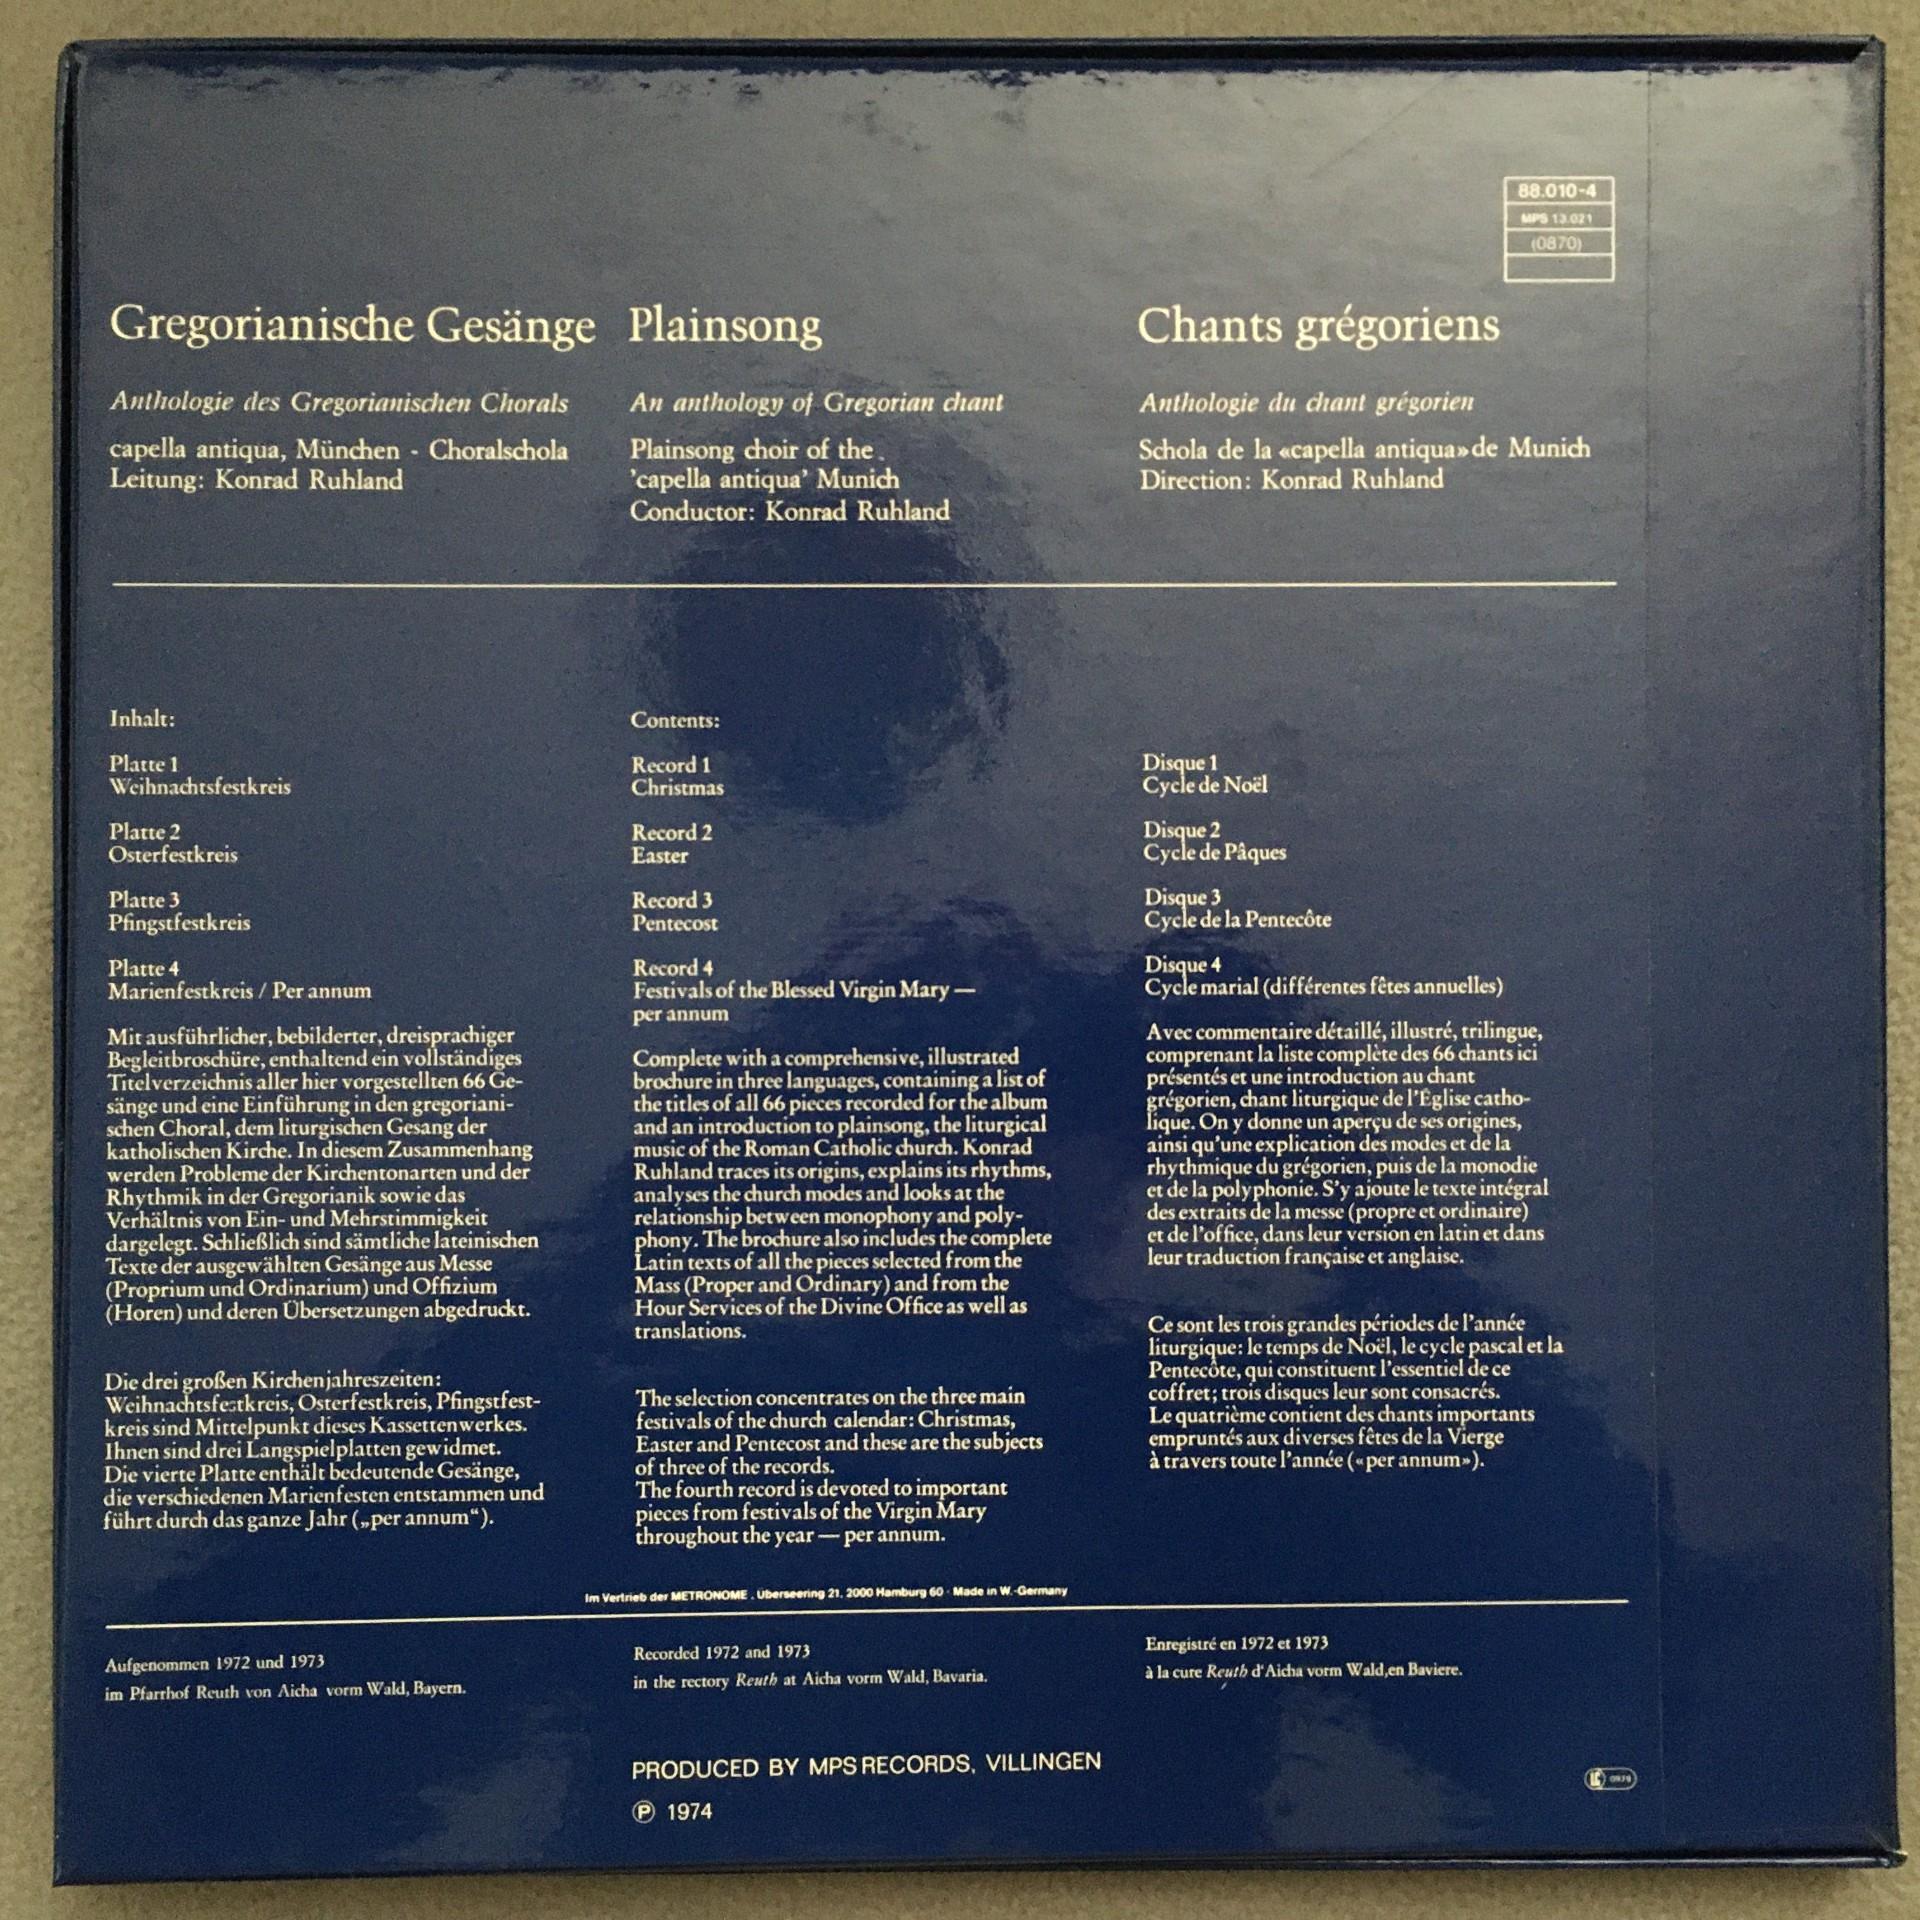 88.010-4
MPS 13.021
(0870)
Gregorianische Gesänge
Anthologie des Gregorianischen Chorals
capella antiqua, München - Choralschola
Leitung: Konrad Ruhland
Plainsong
An anthology of Gregorian chant
Plainsong choir of the
'capella antiqua' Munich
Conductor: Konrad Ruhland
Chants grégoriens
Anthologie du chant grégorien
Schola de la «capella antiqua» de Munich
Direction: Konrad Ruhland
Inhalt:
Platte 1
Weihnachtsfestkreis
Platte 2
Osterfestkreis
Platte 3
Pfingstfestkreis
Platte 4
Marienfestkreis / Per annum
Mit ausführlicher, bebilderter, dreisprachiger
Begleitbroschüre, enthaltend ein vollständiges
Titelverzeichnis aller hier vorgestellten 66 Ge-
sänge und eine Einführung in den gregoriani-
schen Choral, dem liturgischen Gesang der
katholischen Kirche. In diesem Zusammenhang
werden Probleme der Kirchentonarten und der
Rhythmik in der Gregorianik sowie das
Verhältnis von Ein- und Mehrstimmigkeit
dargelegt. Schließlich sind sämtliche lateinischen
Texte der ausgewählten Gesänge aus Messe
(Proprium und Ordinarium) und Offizium
(Horen) und deren Übersetzungen abgedruckt.
Die drei großen Kirchenjahreszeiten:
Weihnachtsfestkreis, Osterfestkreis, Pfingstfest-
kreis sind Mittelpunkt dieses Kassettenwerkes.
Ihnen sind drei Langspielplatten gewidmet.
Die vierte Platte enthält bedeutende Gesänge,
die verschiedenen Marienfesten entstammen und
führt durch das ganze Jahr („per annum“).
Contents:
Record 1
Christmas
Record 2
Easter
Record 3
Pentecost
Record 4
Festivals of the Blessed Virgin Mary —
per annum
Complete with a comprehensive, illustrated
brochure in three languages, containing a list of
the titles of all 66 pieces recorded for the album
and an introduction to plainsong, the liturgical
music of the Roman Catholic church. Konrad
Ruhland traces its origins, explains its rhythms,
analyses the church modes and looks at the
relationship between monophony and poly-
phony. The brochure also includes the complete
Latin texts of all the pieces selected from the
Mass (Proper and Ordinary) and from the
Hour Services of the Divine Office as well as
translations.
The selection concentrates on the three main
festivals of the church calendar: Christmas,
Easter and Pentecost and these are the subjects
of three of the records.
The fourth record is devoted to important
pieces from festivals of the Virgin Mary
throughout the year — per annum.
Disque 1
Cycle de Noël
Disque 2
Cycle de Pâques
Disque 3
Cycle de la Pentecôte
Disque 4
Cycle marial (différentes fêtes annuelles)
Avec commentaire détaillé, illustré, trilingue,
comprenant la liste complète des 66 chants ici
présentés et une introduction au chant
grégorien, chant liturgique de l'Église catho-
lique. On y donne un aperçu de ses origines,
ainsi qu'une explication des modes et de la
rhythmique du grégorien, puis de la monodie
et de la polyphonie. S'y ajoute le texte intégral
des extraits de la messe (propre et ordinaire)
et de l'office, dans leur version en latin et dans
leur traduction française et anglaise.
Ce sont les trois grandes périodes de l'année
liturgique: le temps de Noël, le cycle pascal et la
Pentecôte, qui constituent l'essentiel de ce
coffret; trois disques leur sont consacrés.
Le quatrième contient des chants importants
empruntés aux diverses fêtes de la Vierge
à travers toute l'année («per annum»).
Im Vertrieb der METRONOME . Überseering 21, 2000 Hamburg 60 · Made in W.-Germany
Aufgenommen 1972 und 1973
im Pfarrhof Reuth von Aicha vorm Wald, Bayern.
Recorded 1972 and 1973
in the rectory Reuth at Aicha vorm Wald, Bavaria.
Enregistré en 1972 et 1973
à la cure Reuth d'Aicha vorm Wald,en Baviere.
PRODUCED BY MPS RECORDS, VILLINGEN
℗ 1974